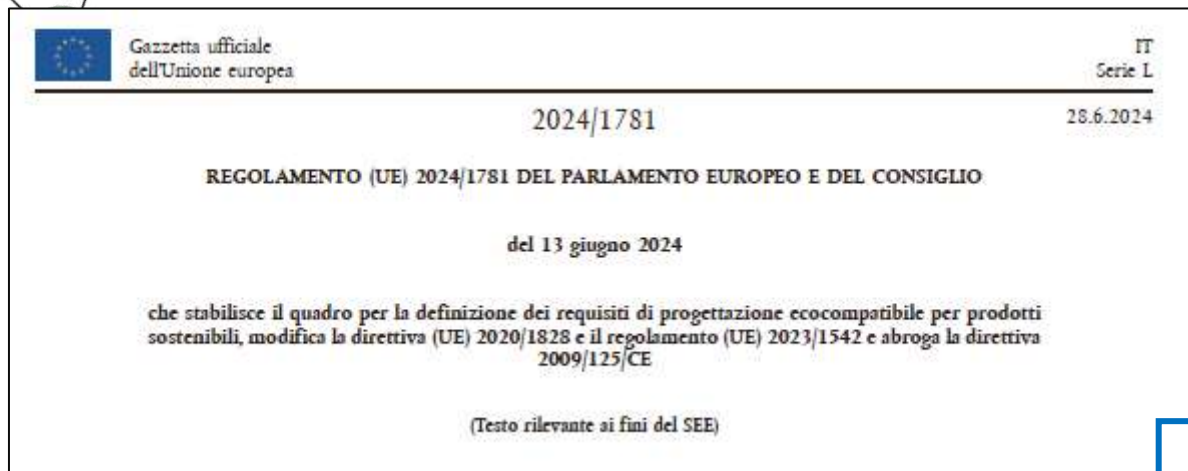 Gazzetta ufficiale
dell'Unione europea
IT
Serie L
2024/1781
28.6.2024
REGOLAMENTO (UE) 2024/1781 DEL PARLAMENTO EUROPEO E DEL CONSIGLIO
del 13 giugno 2024
che stabilisce il quadro per la definizione dei requisiti di progettazione ecocompatibile per prodotti
sostenibili, modifica la direttiva (UE) 2020/1828 e il regolamento (UE) 2023/1542 e abroga la direttiva
2009/125/CE
(Testo rilevante ai fini del SEE)